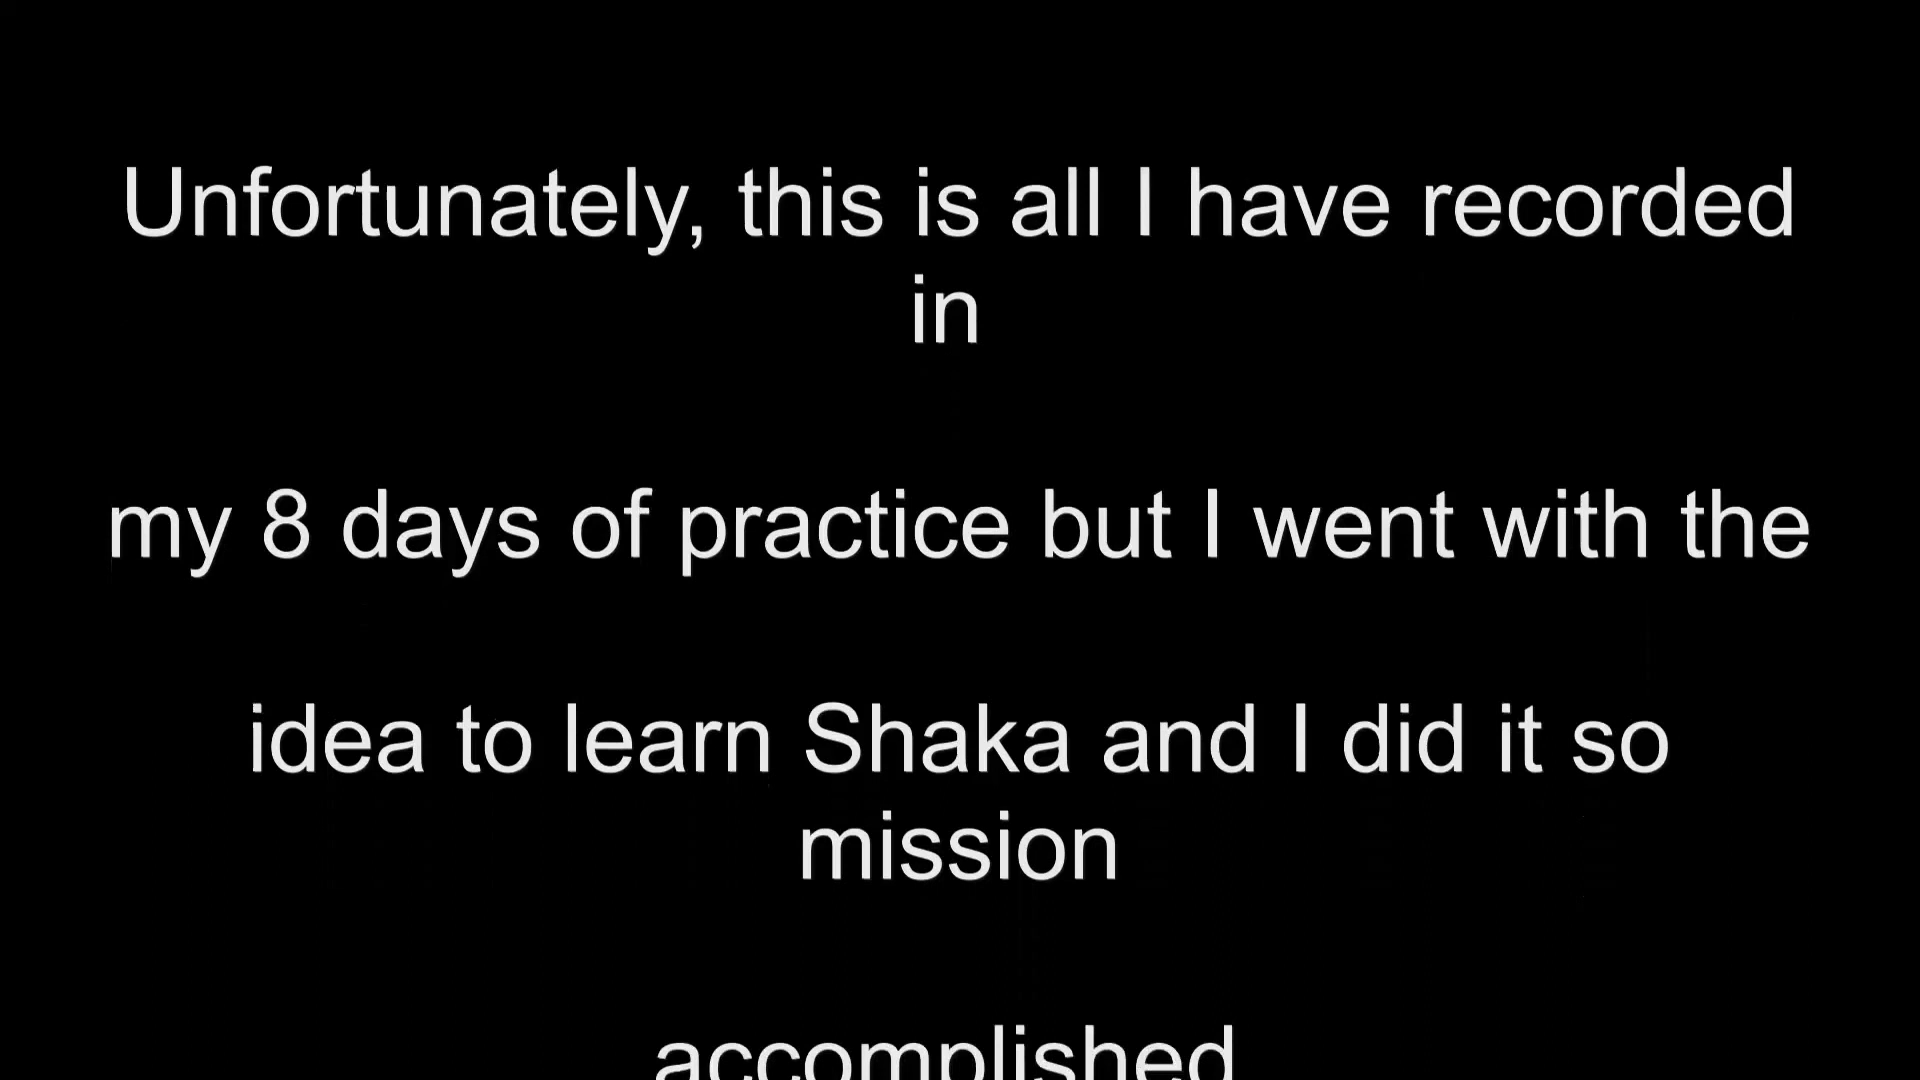 Unfortunately, this is all I have recorded
in
my 8 days of practice but I went with the
idea to learn Shaka and I did it so
mission
accomplished